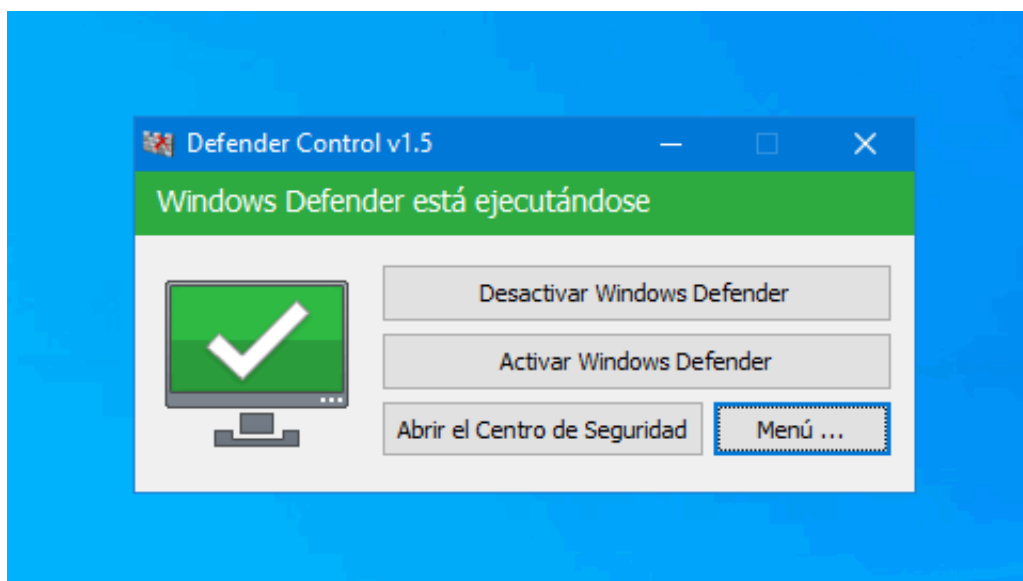 Defender Control v1.5
Windows Defender está ejecutándose
Desactivar Windows Defender
Activar Windows Defender
Abrir el Centro de Seguridad
Menú ...